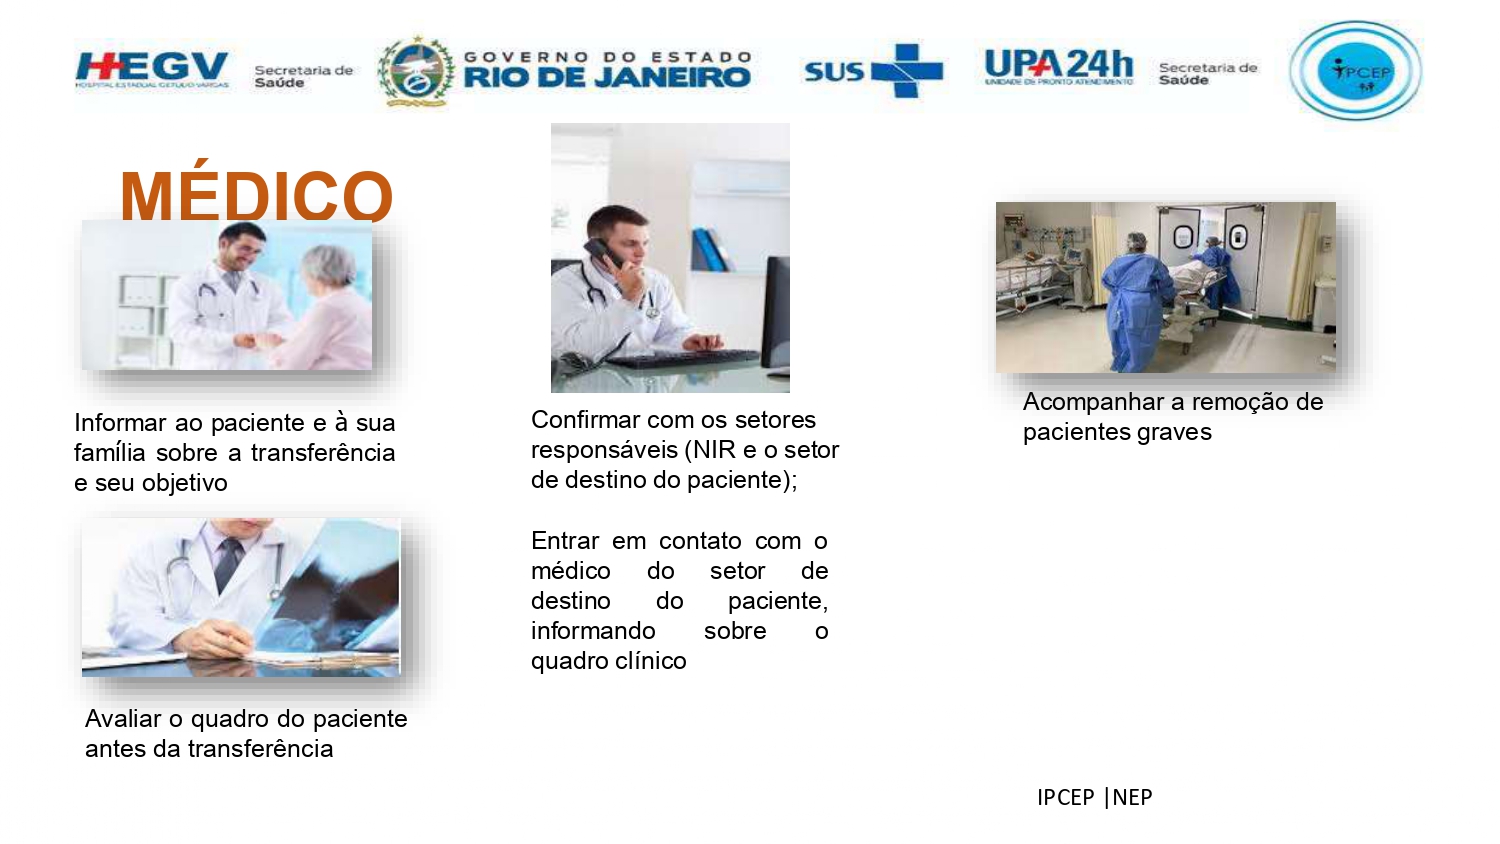 HEGV
HOSPITAL ESTADUAL GETÚLIO VARGAS
Secretaria de
Saúde
GOVERNO DO ESTADO
RIO DE JANEIRO
SUS
UPA 24h
UNIDADE DE PRONTO ATENDIMENTO
Secretaria de
Saúde
IPCEP
MÉDICO
Informar ao paciente e à sua
família sobre a transferência
e seu objetivo
Avaliar o quadro do paciente
antes da transferência
Confirmar com os setores
responsáveis (NIR e o setor
de destino do paciente);
Entrar em contato com o
médico do setor de
destino do paciente,
informando sobre o
quadro clínico
Acompanhar a remoção de
pacientes graves
IPCEP |NEP